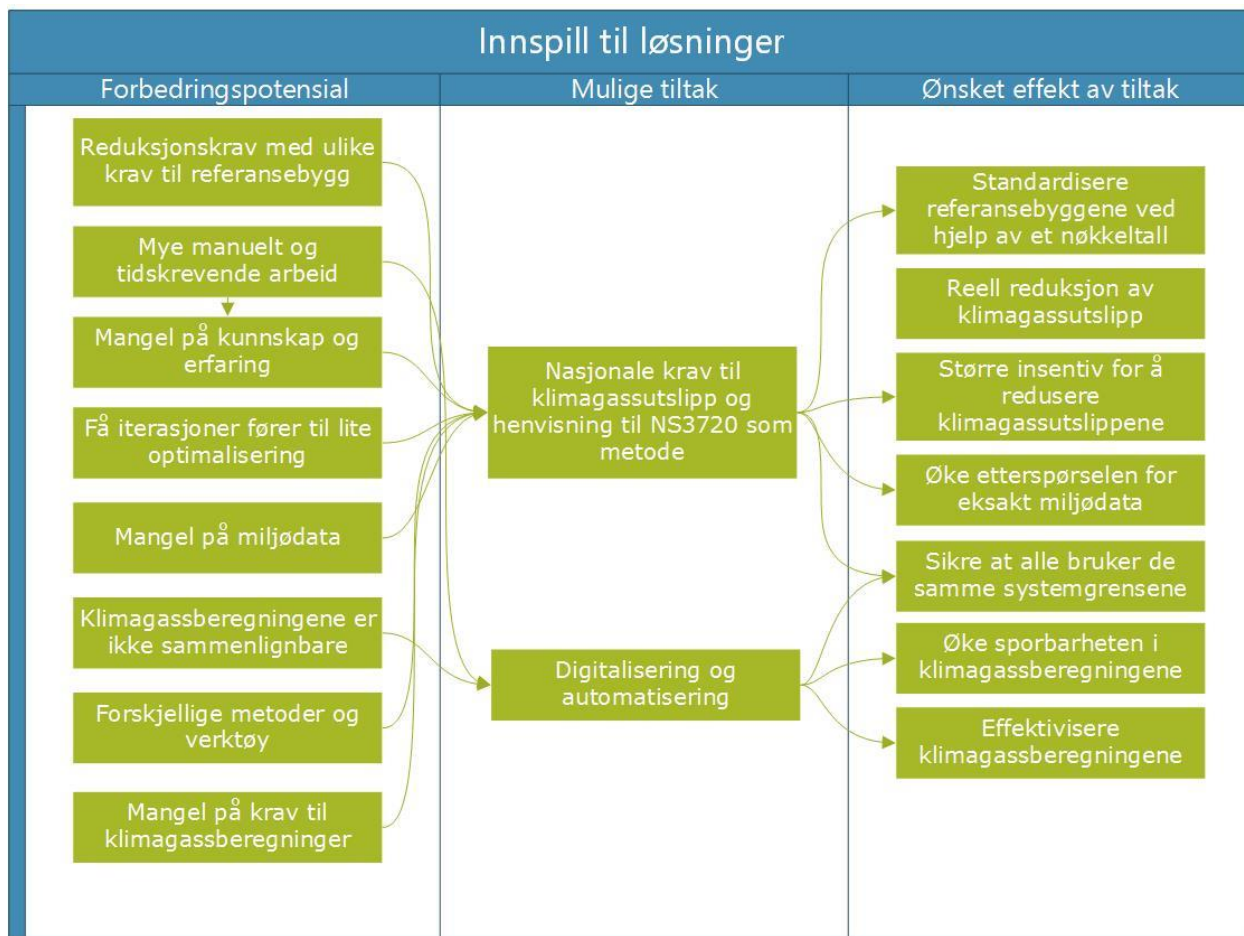 Innspill til løsninger
Forbedringspotensial
Mulige tiltak
Ønsket effekt av tiltak
Reduksjonskrav med ulike
krav til referansebygg
Mye manuelt og
tidskrevende arbeid
Mangel på kunnskap og
erfaring
Få iterasjoner fører til lite
optimalisering
Mangel på miljødata
Klimagassberegningene er
ikke sammenlignbare
Forskjellige metoder og
verktøy
Mangel på krav til
klimagassberegninger
Nasjonale krav til
klimagassutslipp og
henvisning til NS3720 som
metode
Digitalisering og
automatisering
Standardisere
referansebyggene ved
hjelp av et nøkkeltall
Reell reduksjon av
klimagassutslipp
Større insentiv for å
redusere
klimagassutslippene
Øke etterspørselen for
eksakt miljødata
Sikre at alle bruker de
samme systemgrensene
Øke sporbarheten i
klimagassberegningene
Effektivisere
klimagassberegningene